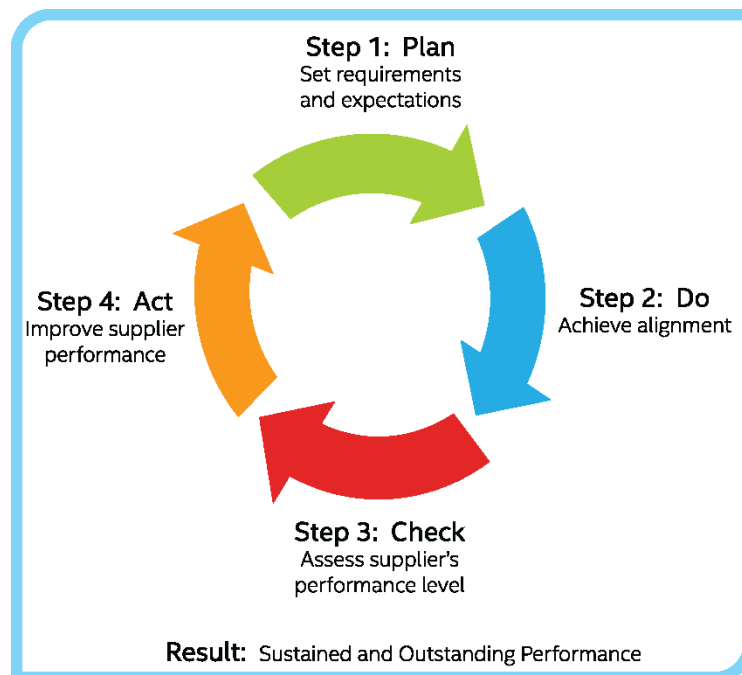 Step 1: Plan
Set requirements
and expectations
Step 2: Do
Achieve alignment
Step 3: Check
Assess supplier's
performance level
Step 4: Act
Improve supplier
performance
Result: Sustained and Outstanding Performance